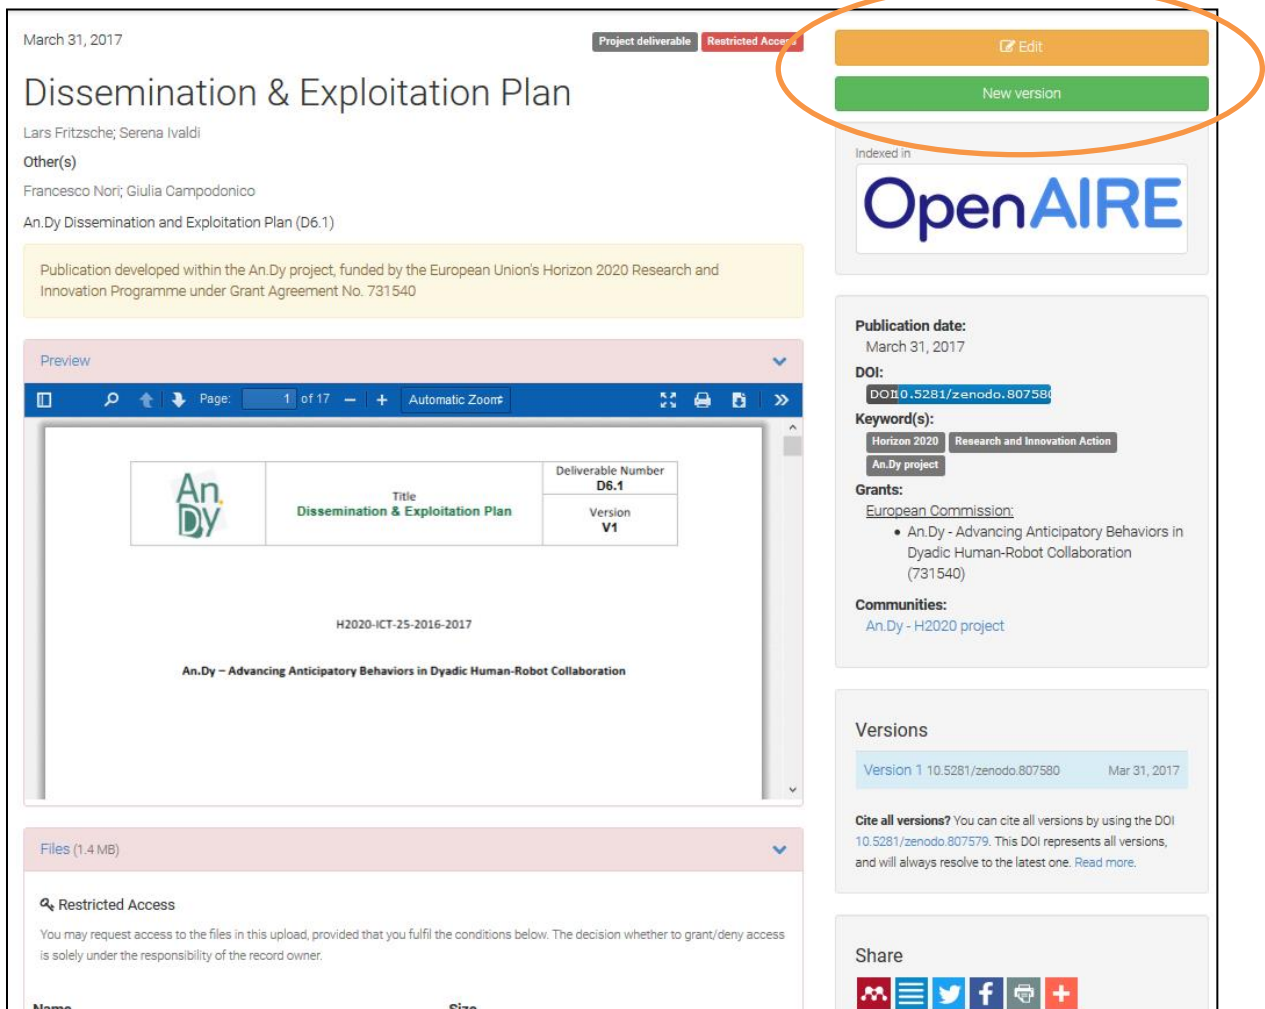 March 31, 2017
Project deliverable
Restricted Access
Dissemination & Exploitation Plan
Lars Fritzsche; Serena Ivaldi
Other(s)
Francesco Nori; Giulia Campodonico
An.Dy Dissemination and Exploitation Plan (D6.1)
Publication developed within the An.Dy project, funded by the European Union's Horizon 2020 Research and
Innovation Programme under Grant Agreement No. 731540
Preview
Page: 1 of 17 Automatic Zoom
An.
Dy
Title
Dissemination & Exploitation Plan
Deliverable Number
D6.1
Version
V1
H2020-ICT-25-2016-2017
An.Dy – Advancing Anticipatory Behaviors in Dyadic Human-Robot Collaboration
Files (1.4 MB)
Restricted Access
You may request access to the files in this upload, provided that you fulfil the conditions below. The decision whether to grant/deny access
is solely under the responsibility of the record owner.
Name Size
Edit
New version
Indexed in
OpenAIRE
Publication date:
March 31, 2017
DOI:
DOI 10.5281/zenodo.807580
Keyword(s):
Horizon 2020
Research and Innovation Action
An.Dy project
Grants:
European Commission:
• An.Dy - Advancing Anticipatory Behaviors in
Dyadic Human-Robot Collaboration
(731540)
Communities:
An.Dy - H2020 project
Versions
Version 1 10.5281/zenodo.807580 Mar 31, 2017
Cite all versions? You can cite all versions by using the DOI
10.5281/zenodo.807579. This DOI represents all versions,
and will always resolve to the latest one. Read more.
Share